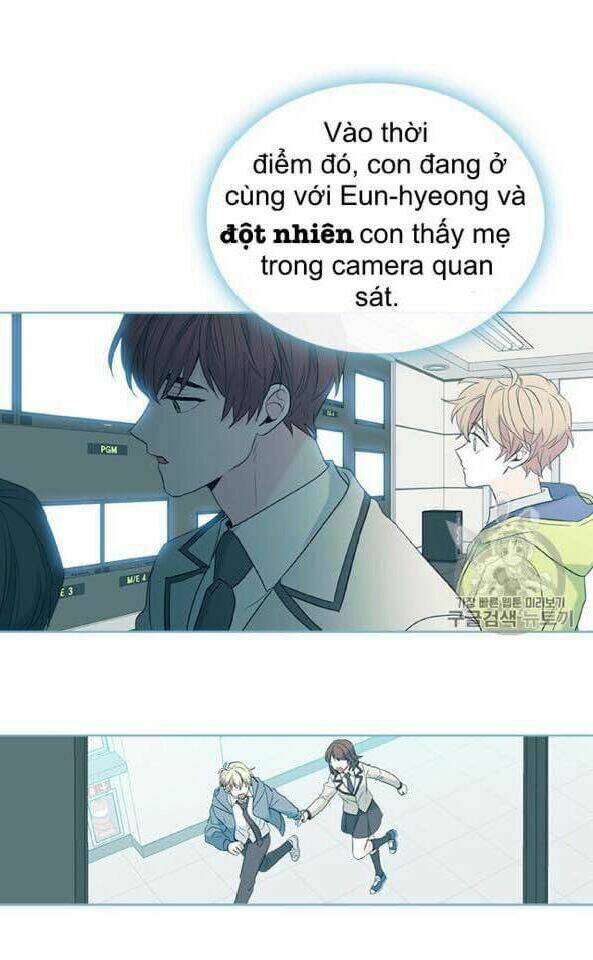 Vào thời
điểm đó, con đang ở
cùng với Eun-hyeong và
đột nhiên con thấy mẹ
trong camera quan
sát.
PGM
M/E 4
E 3
가장 빠른 웹툰 미리보기
구글검색 뉴토끼